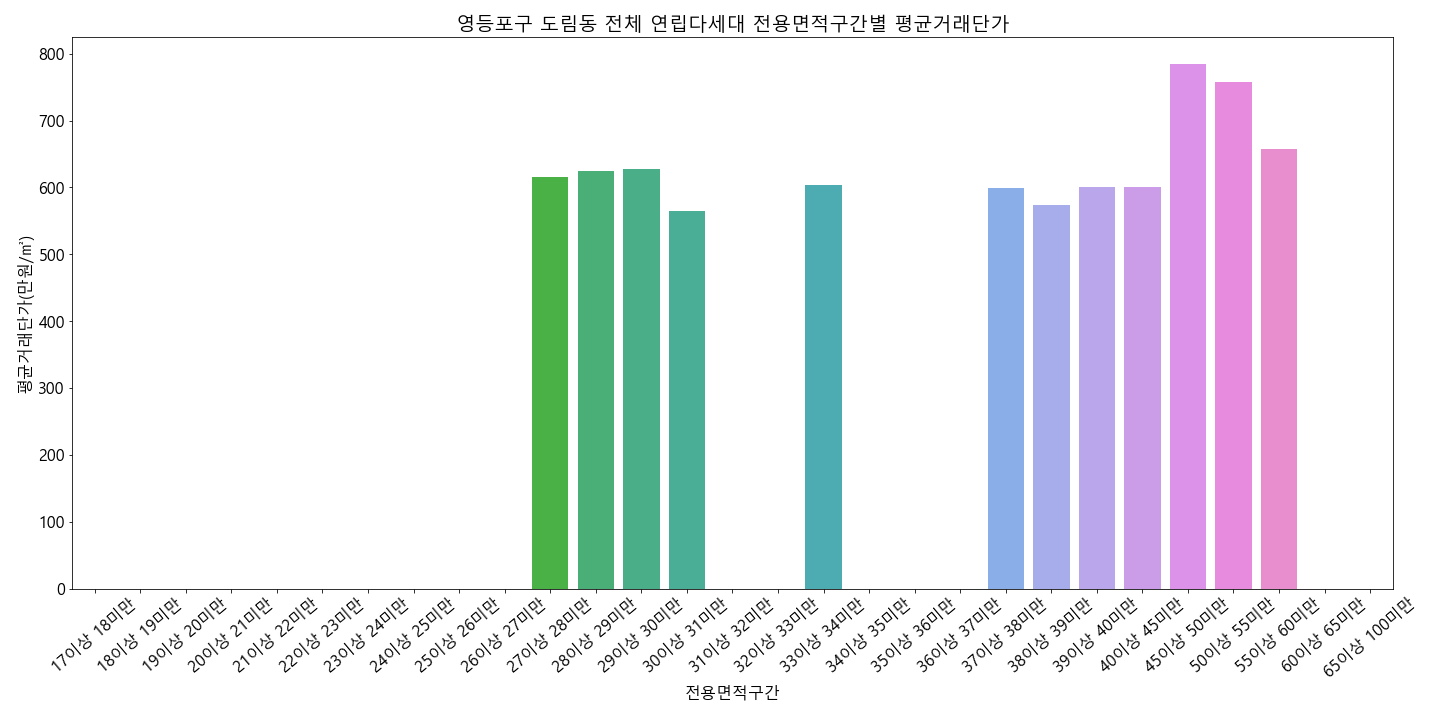 영등포구 도림동 전체 연립다세대 전용면적구간별 평균거래단가
평균거래단가(만원/㎡)
800
700
600
500
400
300
200
100
0
17이상 18미만
18이상 19미만
19이상 20미만
20이상 21미만
21이상 22미만
22이상 23미만
23이상 24미만
24이상 25미만
25이상 26미만
26이상 27미만
27이상 28미만
28이상 29미만
29이상 30미만
30이상 31미만
31이상 32미만
32이상 33미만
33이상 34미만
34이상 35미만
35이상 36미만
36이상 37미만
37이상 38미만
38이상 39미만
39이상 40미만
40이상 45미만
45이상 50미만
50이상 55미만
55이상 60미만
60이상 65미만
65이상 100미만
전용면적구간